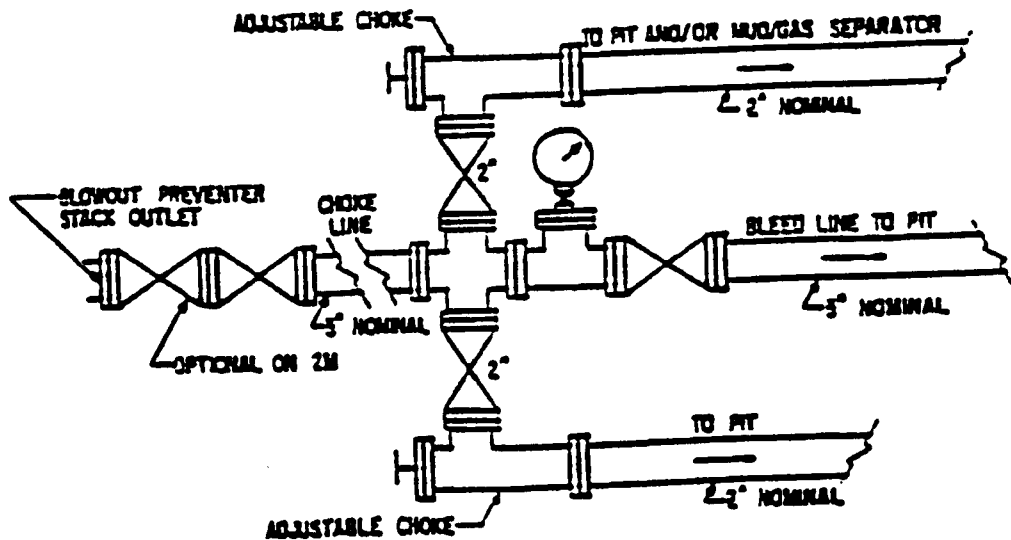 ADJUSTABLE CHOKE
TO PIT AND/OR MUD/GAS SEPARATOR
2" NOMINAL
2"
BLOWOUT PREVENTER
STACK OUTLET
CHOKE
LINE
BLEED LINE TO PIT
3" NOMINAL
3" NOMINAL
OPTIONAL ON 2M
2"
TO PIT
2" NOMINAL
ADJUSTABLE CHOKE